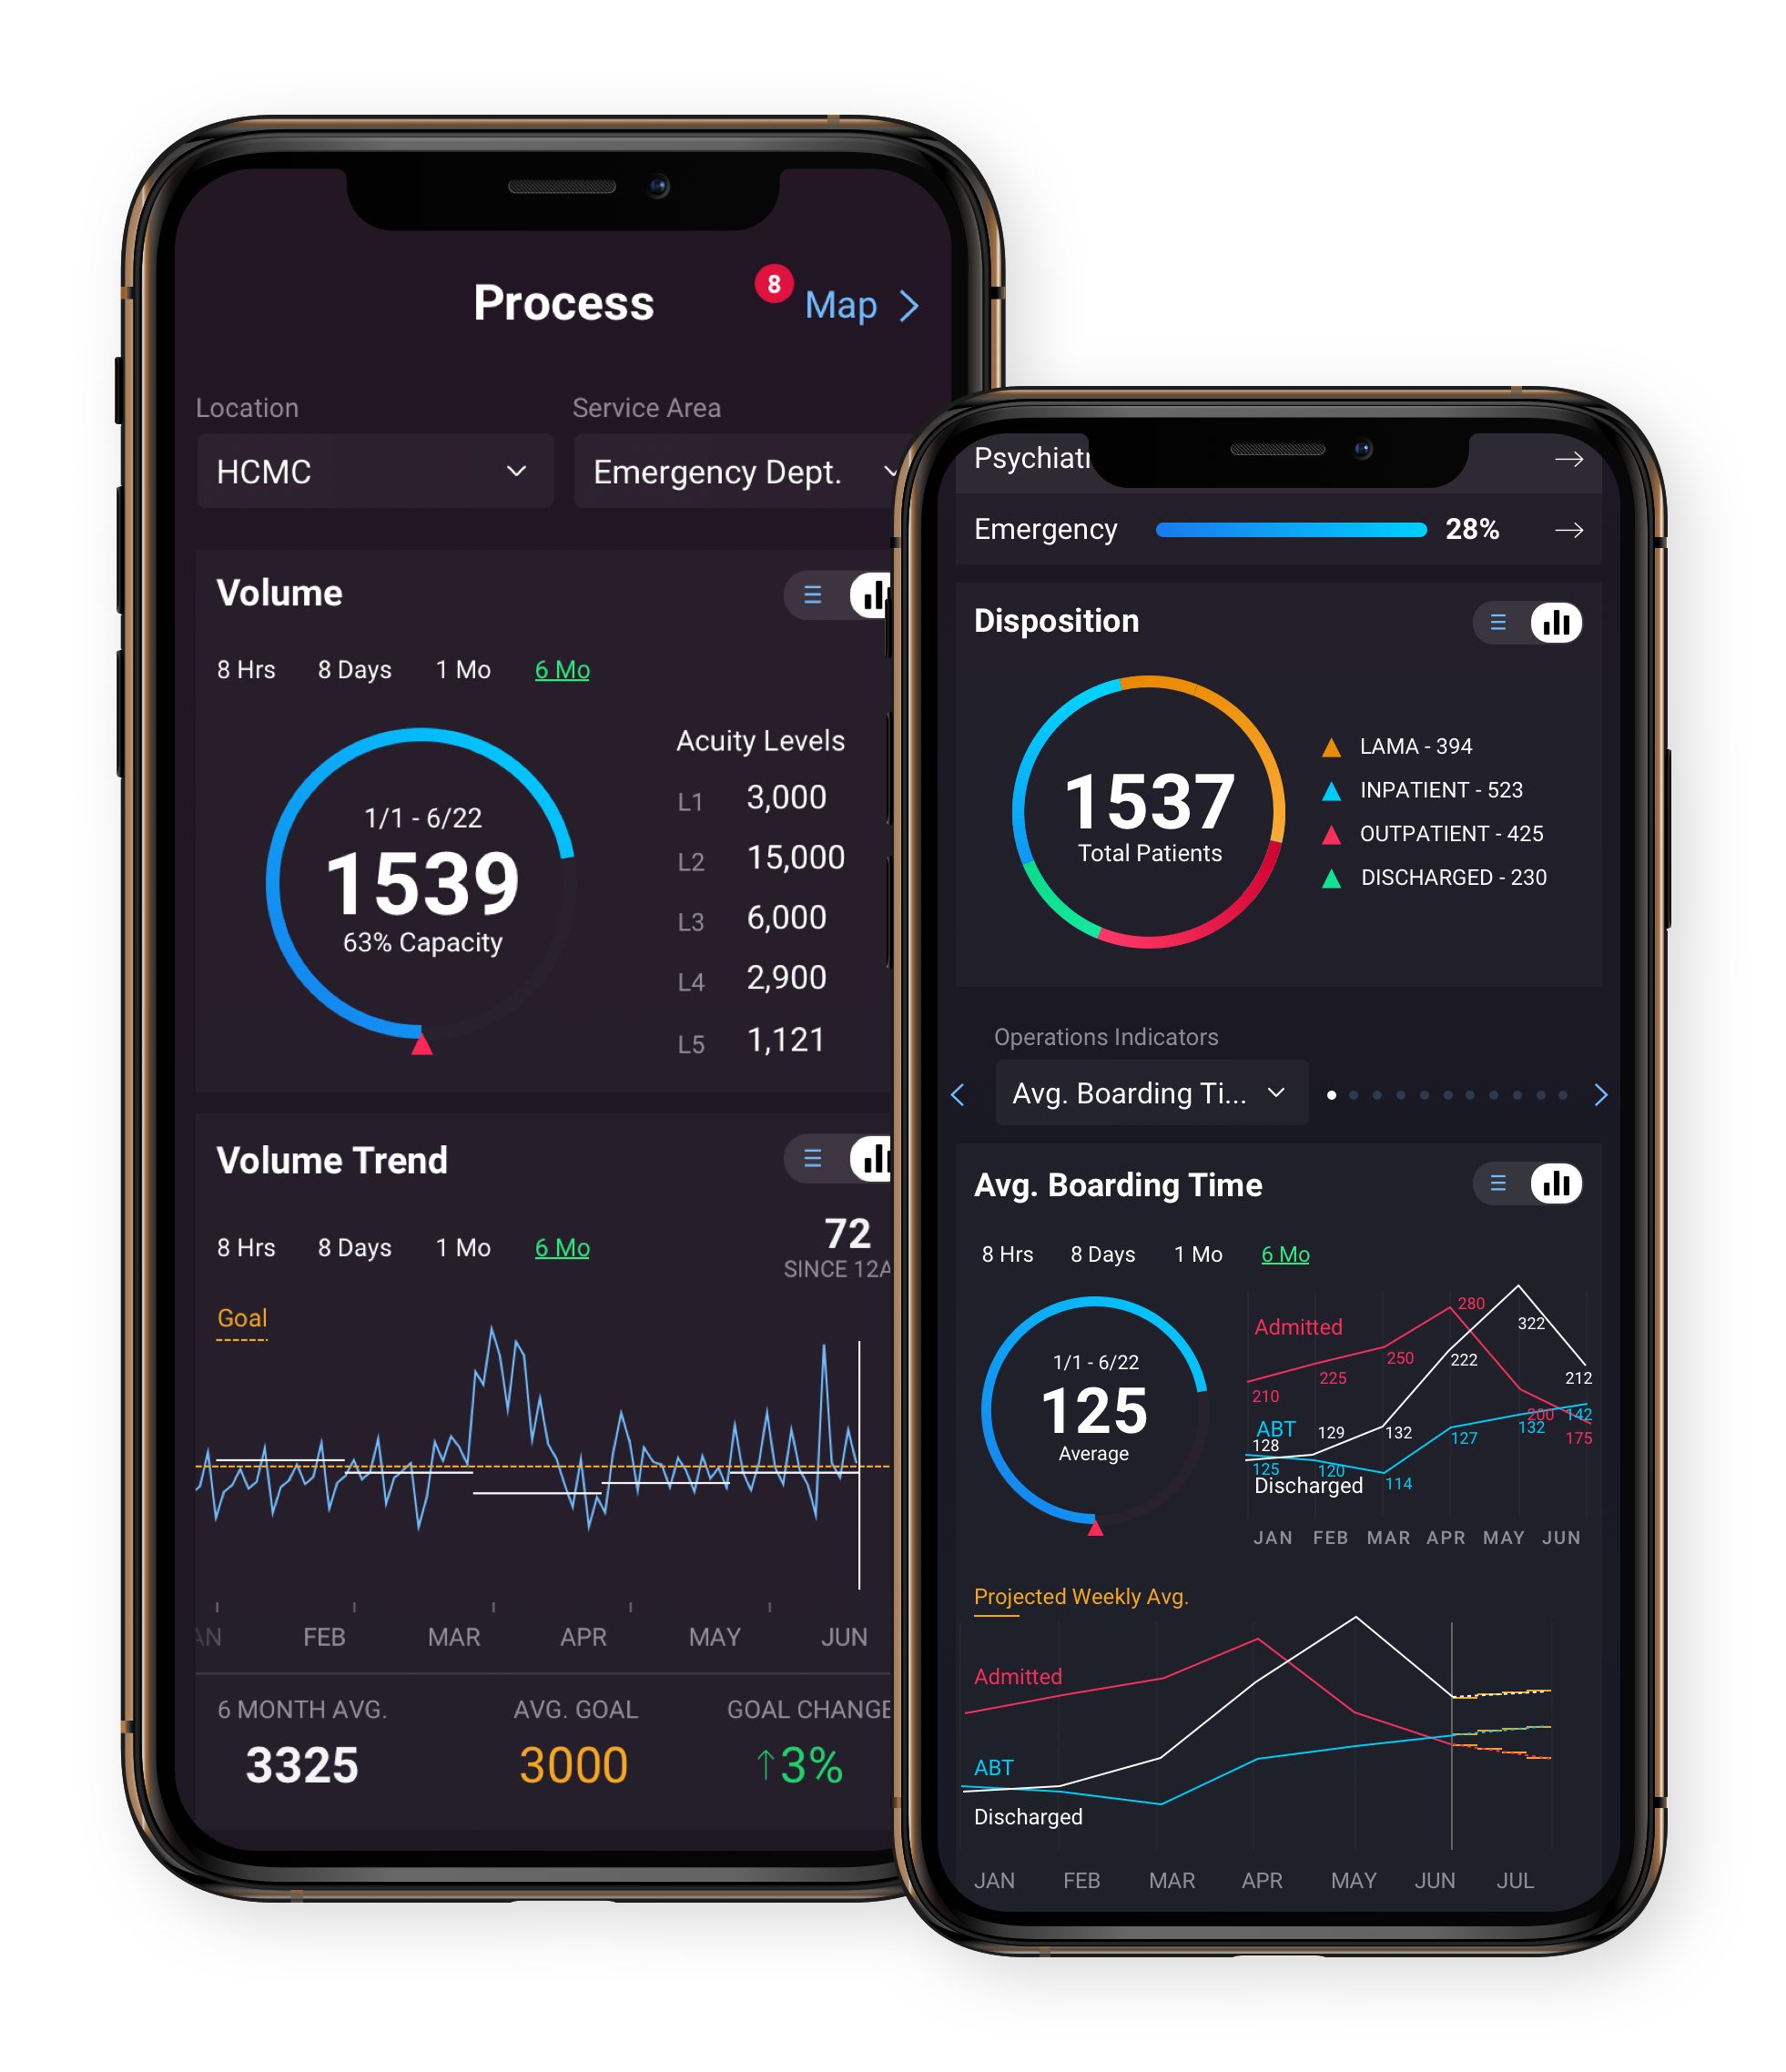 Process
8
Map
Location
Service Area
HCMC
Emergency Dept.
Volume
8 Hrs 8 Days 1 Mo 6 Mo
1/1 - 6/22
1539
63% Capacity
Acuity Levels
L1 3,000
L2 15,000
L3 6,000
L4 2,900
L5 1,121
Volume Trend
8 Hrs 8 Days 1 Mo 6 Mo
72
SINCE 12A
Goal
AN FEB MAR APR MAY JUN
6 MONTH AVG. AVG. GOAL GOAL CHANGE
3325 3000 ↑3%
Psychiatr
Emergency 28%
Disposition
1537
Total Patients
LAMA - 394
INPATIENT - 523
OUTPATIENT - 425
DISCHARGED - 230
Operations Indicators
Avg. Boarding Ti...
Avg. Boarding Time
8 Hrs 8 Days 1 Mo 6 Mo
1/1 - 6/22
125
Average
Admitted
210 225 250 280 200 175
ABT
125 120 114 127 132 142
128 129 132 222 322 212
Discharged
JAN FEB MAR APR MAY JUN
Projected Weekly Avg.
Admitted
ABT
Discharged
JAN FEB MAR APR MAY JUN JUL